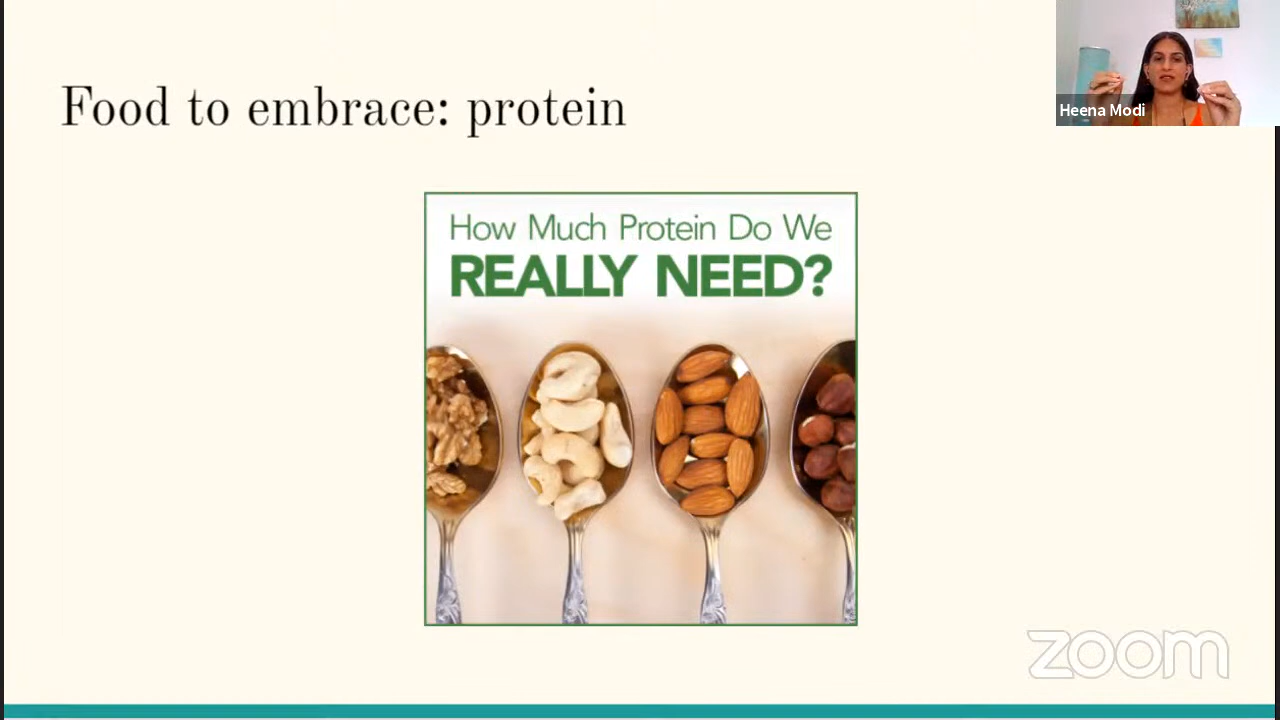 Food to embrace: protein
Heena Modi
How Much Protein Do We
REALLY NEED?
zoom